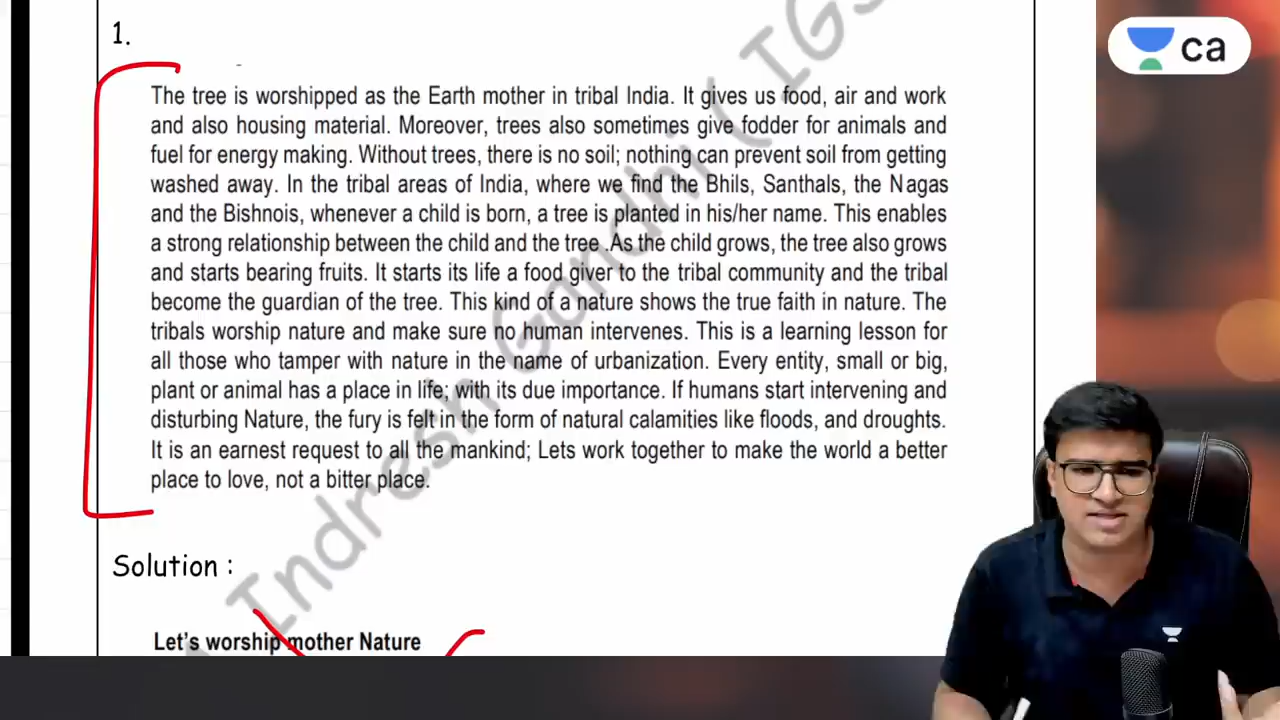 1.
ca
The tree is worshipped as the Earth mother in tribal India. It gives us food, air and work
and also housing material. Moreover, trees also sometimes give fodder for animals and
fuel for energy making. Without trees, there is no soil; nothing can prevent soil from getting
washed away. In the tribal areas of India, where we find the Bhils, Santhals, the Nagas
and the Bishnois, whenever a child is born, a tree is planted in his/her name. This enables
a strong relationship between the child and the tree .As the child grows, the tree also grows
and starts bearing fruits. It starts its life a food giver to the tribal community and the tribal
become the guardian of the tree. This kind of a nature shows the true faith in nature. The
tribals worship nature and make sure no human intervenes. This is a learning lesson for
all those who tamper with nature in the name of urbanization. Every entity, small or big,
plant or animal has a place in life; with its due importance. If humans start intervening and
disturbing Nature, the fury is felt in the form of natural calamities like floods, and droughts.
It is an earnest request to all the mankind; Lets work together to make the world a better
place to love, not a bitter place.
Indresh Gandhi (IGS
Solution :
Let's worship mother Nature